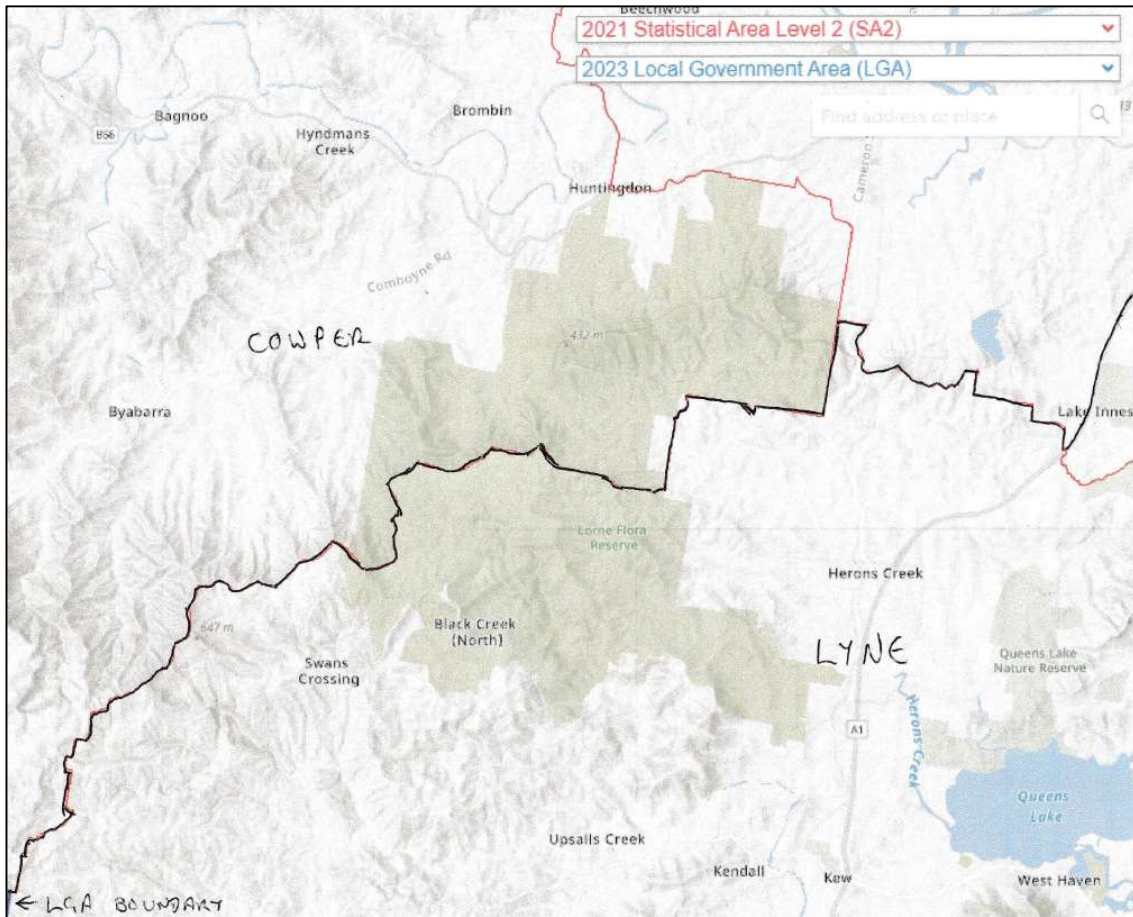 Beechwood
2021 Statistical Area Level 2 (SA2)
2023 Local Government Area (LGA)
Find address or place
Bagnoo
B56
Brombin
Hyndmans
Creek
Huntingdon
Comboyne Rd
COWPER
432 m
Byabarra
Lake Innes
Lorne Flora
Reserve
Herons Creek
647 m
Black Creek
(North)
Swans
Crossing
LYNE
Queens Lake
Nature Reserve
Herons Creek
A1
Queens
Lake
Upsalls Creek
Kendall
Kew
West Haven
← LGA BOUNDARY